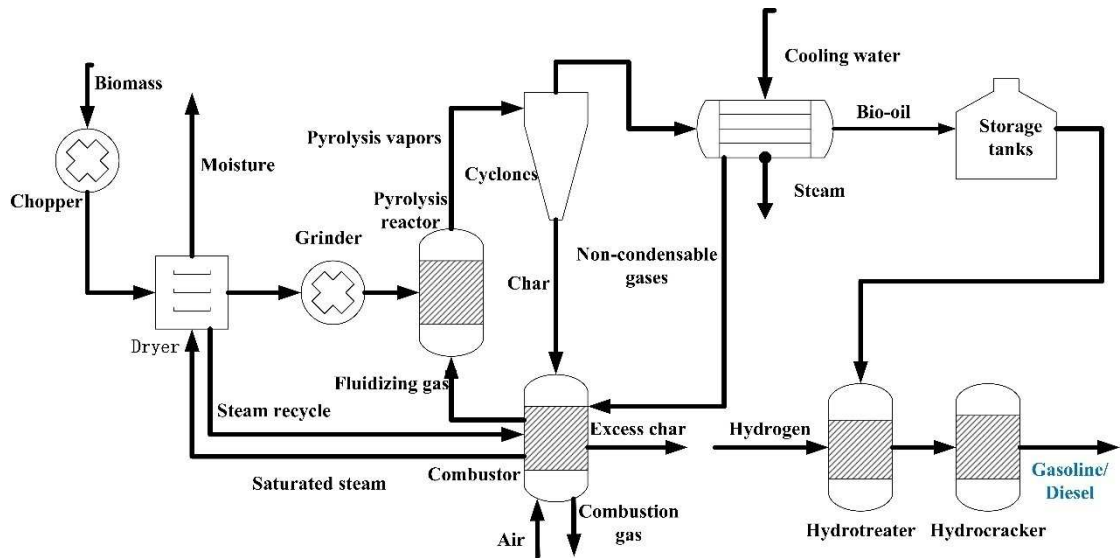 Biomass
Cooling water
Bio-oil
Storage
tanks
Pyrolysis vapors
Moisture
Cyclones
Steam
Chopper
Pyrolysis
reactor
Grinder
Non-condensable
gases
Char
Dryer
Fluidizing gas
Steam recycle
Excess char
Hydrogen
Saturated steam
Combustor
Gasoline/
Diesel
Combustion
gas
Air
Hydrotreater
Hydrocracker